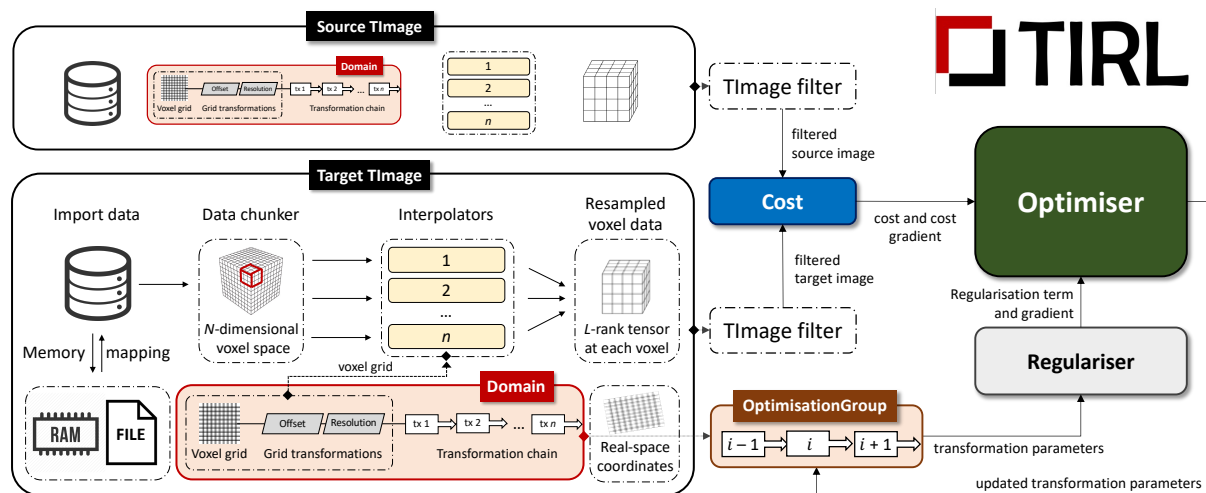 Source TImage
TIRL
Domain
Voxel grid
Offset
Resolution
Grid transformations
tx 1
tx 2
...
tx n
Transformation chain
1
2
...
n
TImage filter
filtered
source image
Target TImage
Import data
Data chunker
Interpolators
Resampled
voxel data
Cost
cost and cost
gradient
Optimiser
N-dimensional
voxel space
1
2
...
n
L-rank tensor
at each voxel
filtered
target image
TImage filter
Regularisation term
and gradient
Regulariser
Memory
mapping
voxel grid
RAM
FILE
Domain
Voxel grid
Offset
Resolution
Grid transformations
tx 1
tx 2
...
tx n
Transformation chain
Real-space
coordinates
OptimisationGroup
i − 1
i
i + 1
transformation parameters
updated transformation parameters